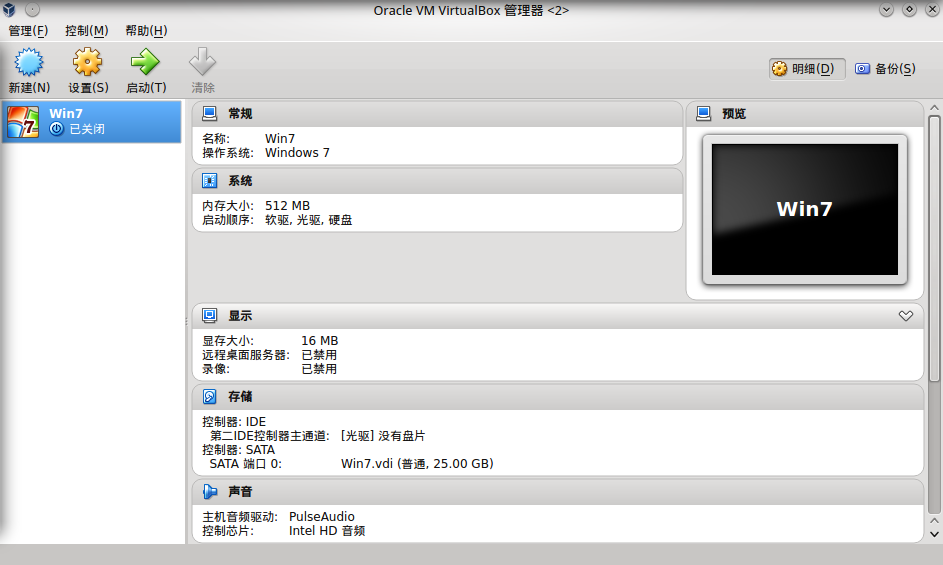 Oracle VM VirtualBox 管理器 <2>
管理(F) 控制(M) 帮助(H)
新建(N) 设置(S) 启动(T) 清除 明细(D) 备份(S)
Win7
已关闭
常规
名称: Win7
操作系统: Windows 7
系统
内存大小: 512 MB
启动顺序: 软驱, 光驱, 硬盘
预览
Win7
显示
显存大小: 16 MB
远程桌面服务器: 已禁用
录像: 已禁用
存储
控制器: IDE
第二IDE控制器主通道: [光驱] 没有盘片
控制器: SATA
SATA 端口 0: Win7.vdi (普通, 25.00 GB)
声音
主机音频驱动: PulseAudio
控制芯片: Intel HD 音频